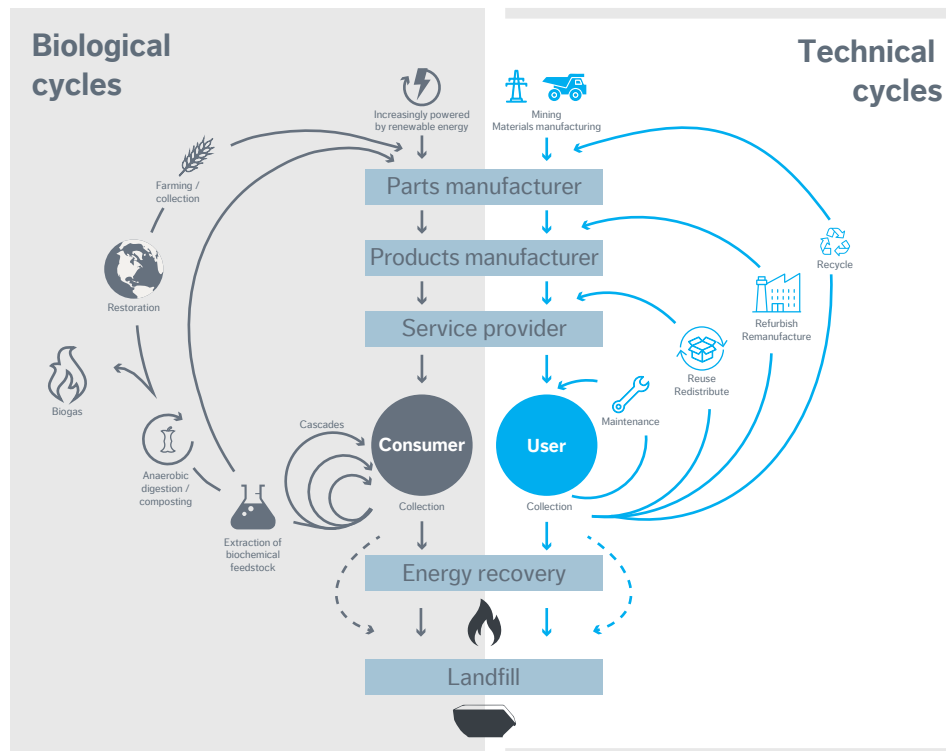 Biological
cycles
Technical
cycles
Increasingly powered
by renewable energy
Mining
Materials manufacturing
Farming /
collection
Parts manufacturer
Products manufacturer
Recycle
Restoration
Service provider
Refurbish
Remanufacture
Reuse
Redistribute
Biogas
Cascades
Maintenance
Consumer
User
Anaerobic
digestion /
composting
Collection
Collection
Extraction of
biochemical
feedstock
Energy recovery
Landfill